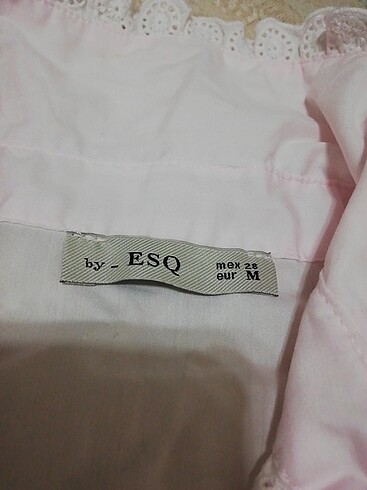 by - ESQ
mex 28
eur M